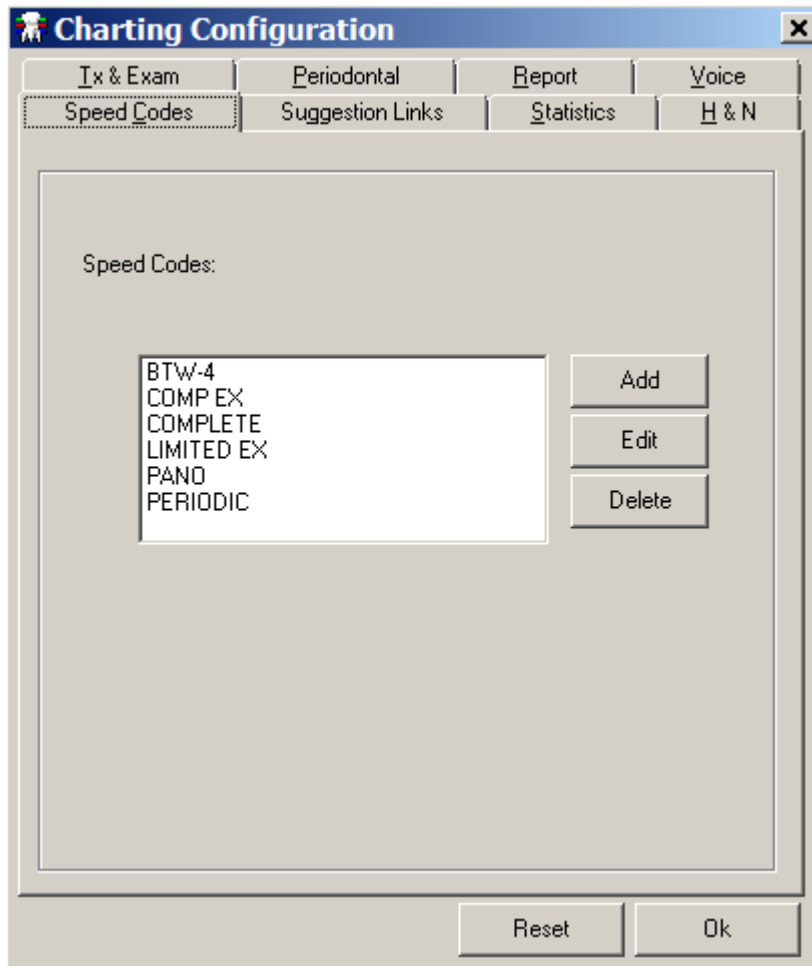 Charting Configuration
Tx & Exam Periodontal Report Voice
Speed Codes Suggestion Links Statistics H & N
Speed Codes:
BTW-4
COMP EX
COMPLETE
LIMITED EX
PANO
PERIODIC
Add
Edit
Delete
Reset Ok